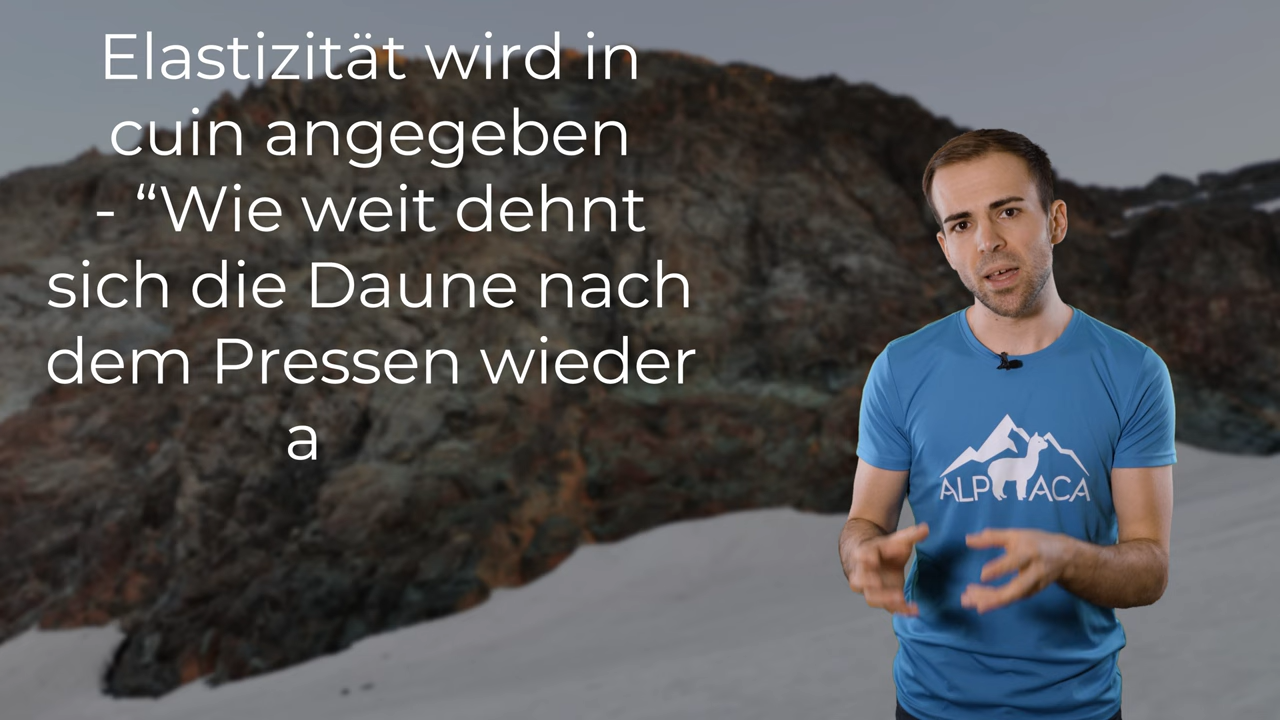 Elastizität wird in
cuin angegeben
- “Wie weit dehnt
sich die Daune nach
dem Pressen wieder
a
ALPACA